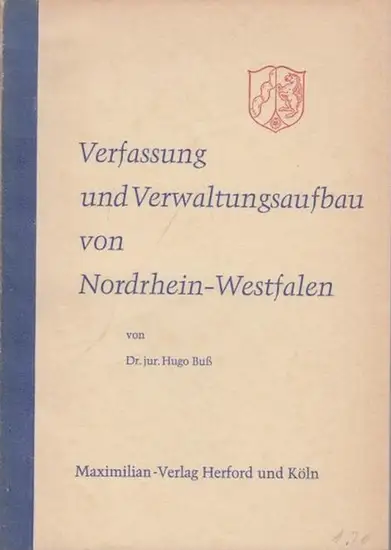 Verfassung
und Verwaltungsaufbau
von
Nordrhein-Westfalen
von
Dr. jur. Hugo Buß
Maximilian-Verlag Herford und Köln